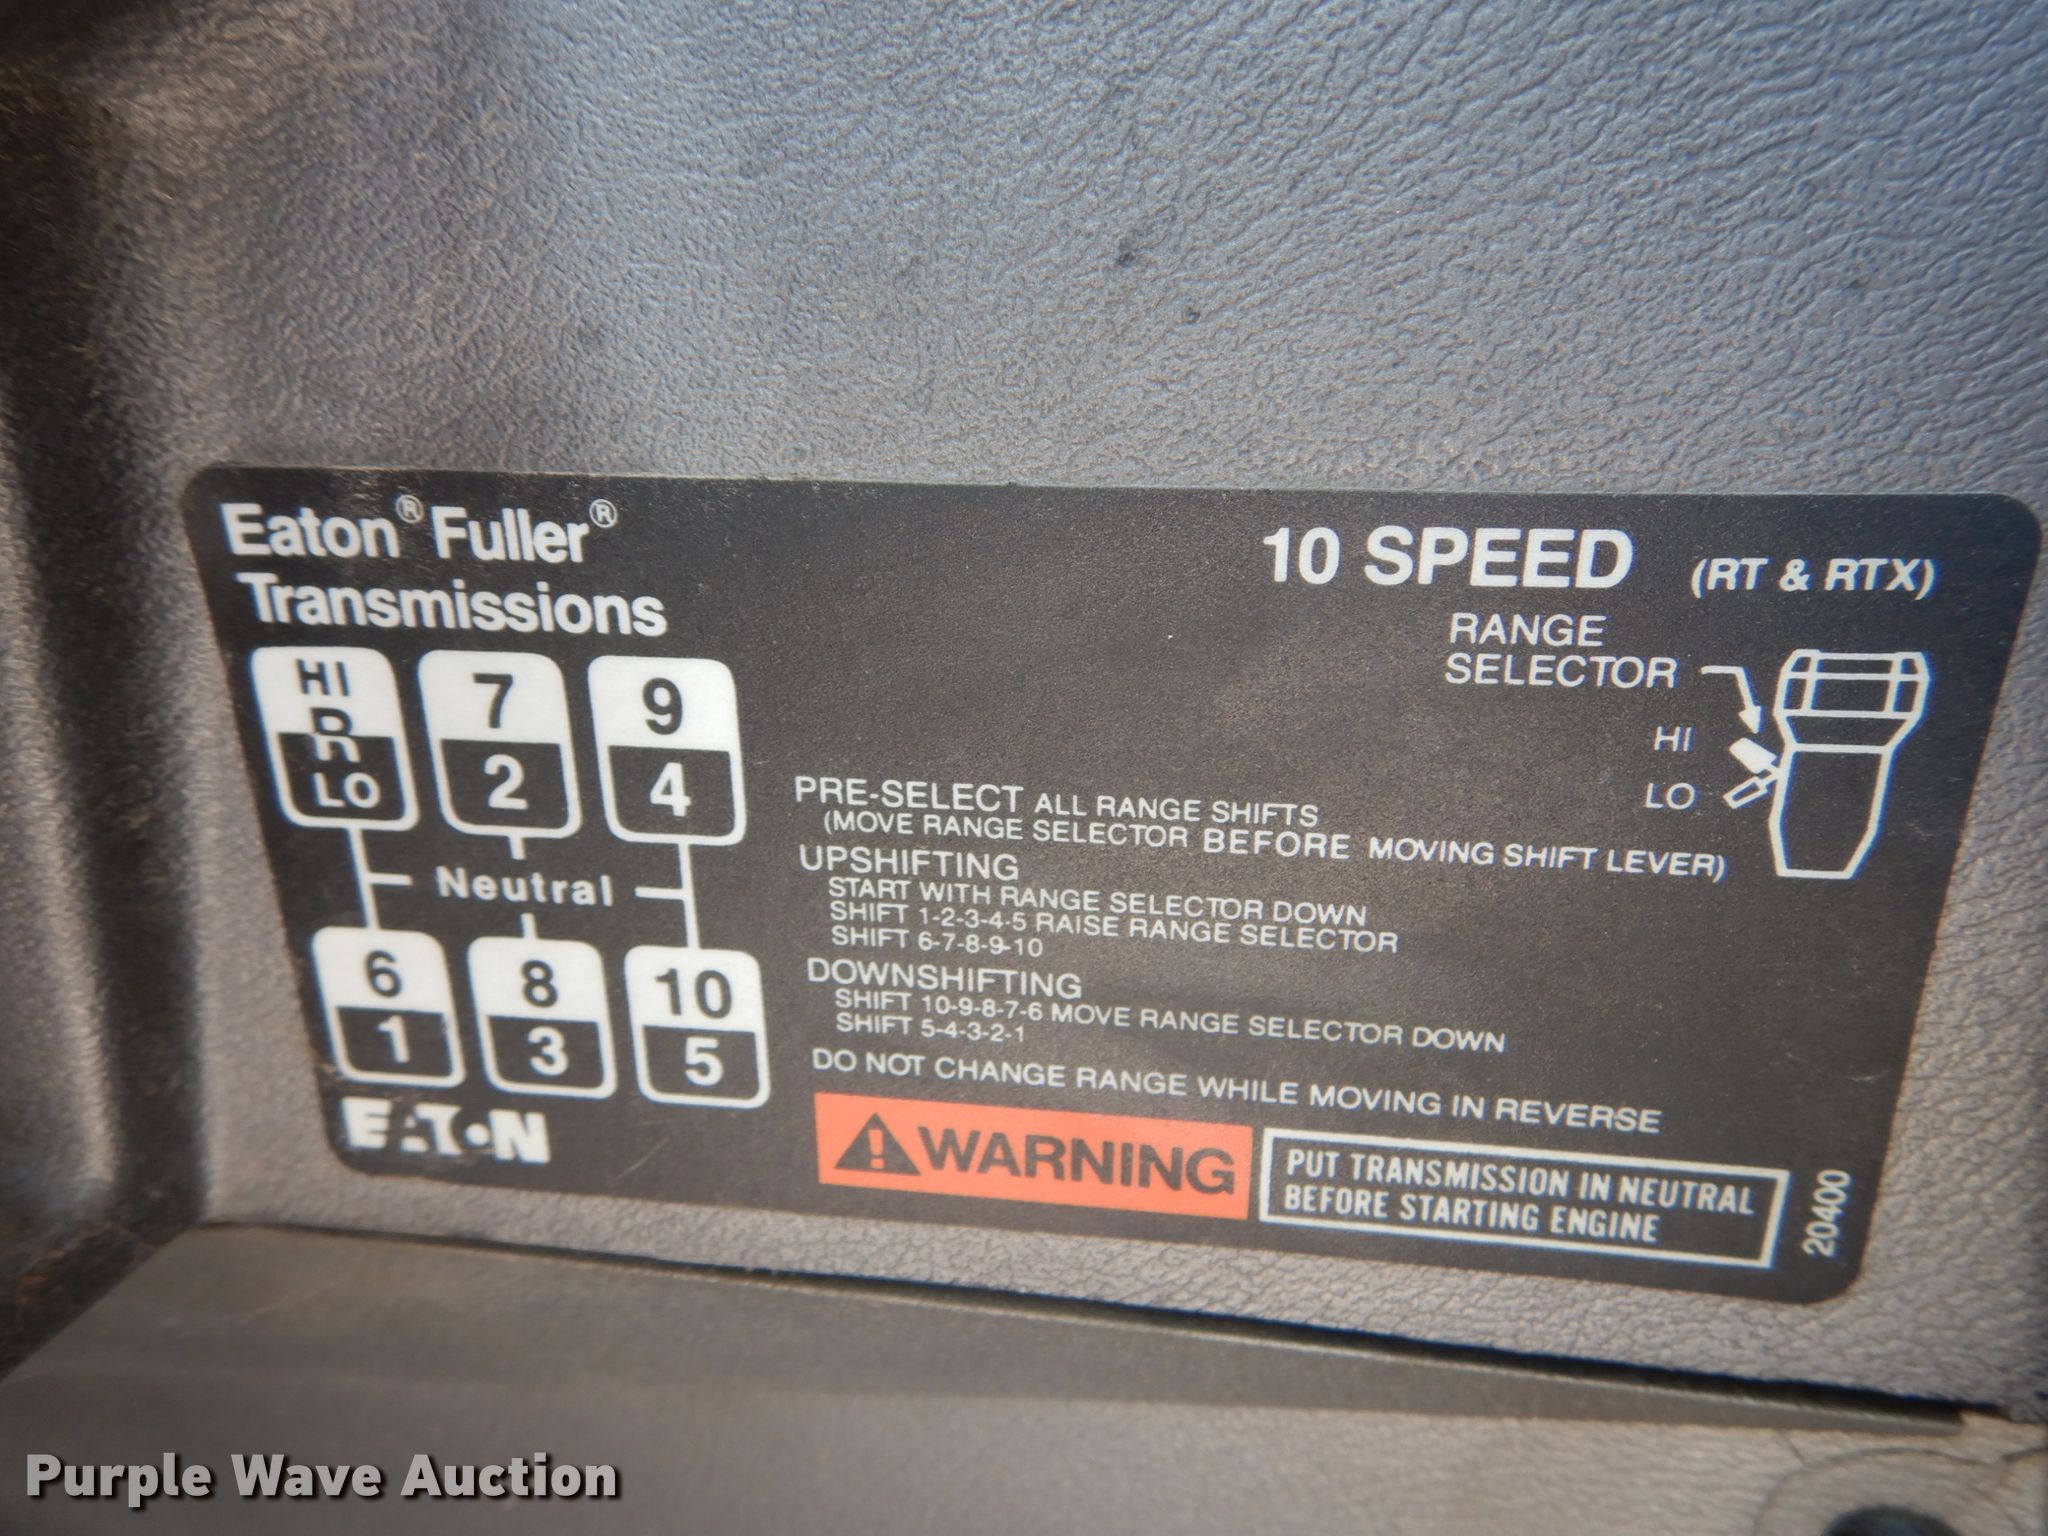 Eaton® Fuller®
Transmissions
10 SPEED (RT & RTX)
RANGE
SELECTOR
HI
LO
HI
R
LO
7
2
9
4
Neutral
6
1
8
3
10
5
PRE-SELECT ALL RANGE SHIFTS
(MOVE RANGE SELECTOR BEFORE MOVING SHIFT LEVER)
UPSHIFTING
START WITH RANGE SELECTOR DOWN
SHIFT 1-2-3-4-5 RAISE RANGE SELECTOR
SHIFT 6-7-8-9-10
DOWNSHIFTING
SHIFT 10-9-8-7-6 MOVE RANGE SELECTOR DOWN
SHIFT 5-4-3-2-1
DO NOT CHANGE RANGE WHILE MOVING IN REVERSE
EATON
WARNING
PUT TRANSMISSION IN NEUTRAL
BEFORE STARTING ENGINE
20400
Purple Wave Auction